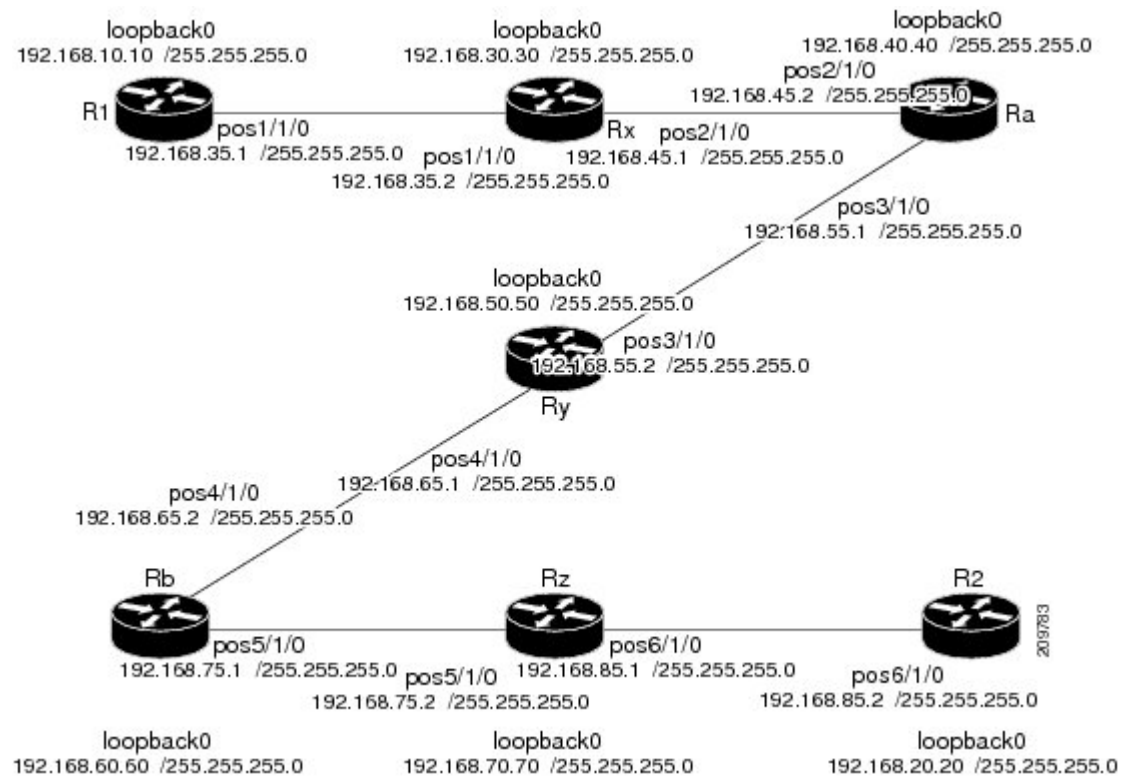 loopback0
192.168.10.10 /255.255.255.0
loopback0
192.168.30.30 /255.255.255.0
loopback0
192.168.40.40 /255.255.255.0
pos2/1/0
192.168.45.2 /255.255.255.0
R1
Rx
Ra
pos1/1/0
192.168.35.1 /255.255.255.0
pos1/1/0
192.168.35.2 /255.255.255.0
pos2/1/0
192.168.45.1 /255.255.255.0
pos3/1/0
192.168.55.1 /255.255.255.0
loopback0
192.168.50.50 /255.255.255.0
pos3/1/0
192.168.55.2 /255.255.255.0
Ry
pos4/1/0
192.168.65.1 /255.255.255.0
pos4/1/0
192.168.65.2 /255.255.255.0
Rb
Rz
R2
209783
pos5/1/0
192.168.75.1 /255.255.255.0
pos5/1/0
192.168.75.2 /255.255.255.0
pos6/1/0
192.168.85.1 /255.255.255.0
pos6/1/0
192.168.85.2 /255.255.255.0
loopback0
192.168.60.60 /255.255.255.0
loopback0
192.168.70.70 /255.255.255.0
loopback0
192.168.20.20 /255.255.255.0